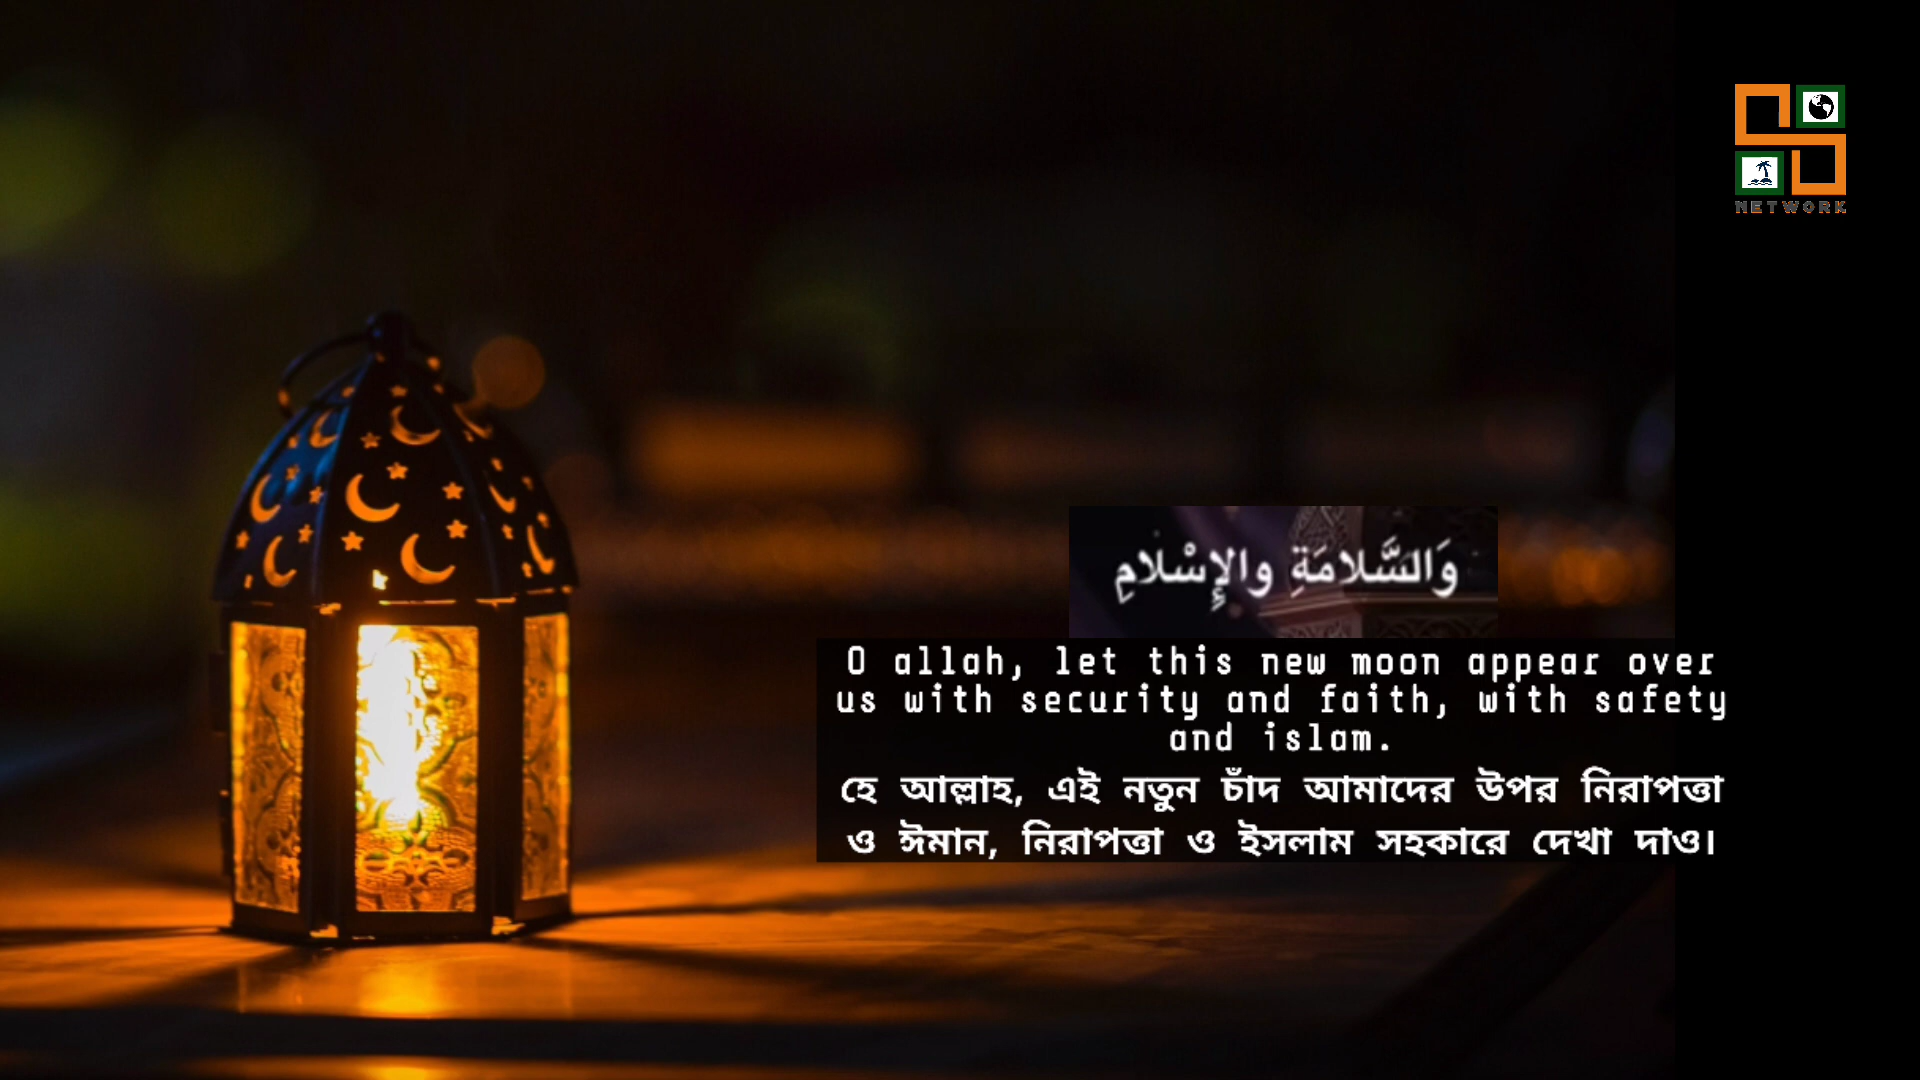 NETWORK
وَالسَّلامَةِ والإِسْلامِ
O allah, let this new moon appear over
us with security and faith, with safety
and islam.
হে আল্লাহ, এই নতুন চাঁদ আমাদের উপর নিরাপত্তা
ও ঈমান, নিরাপত্তা ও ইসলাম সহকারে দেখা দাও।